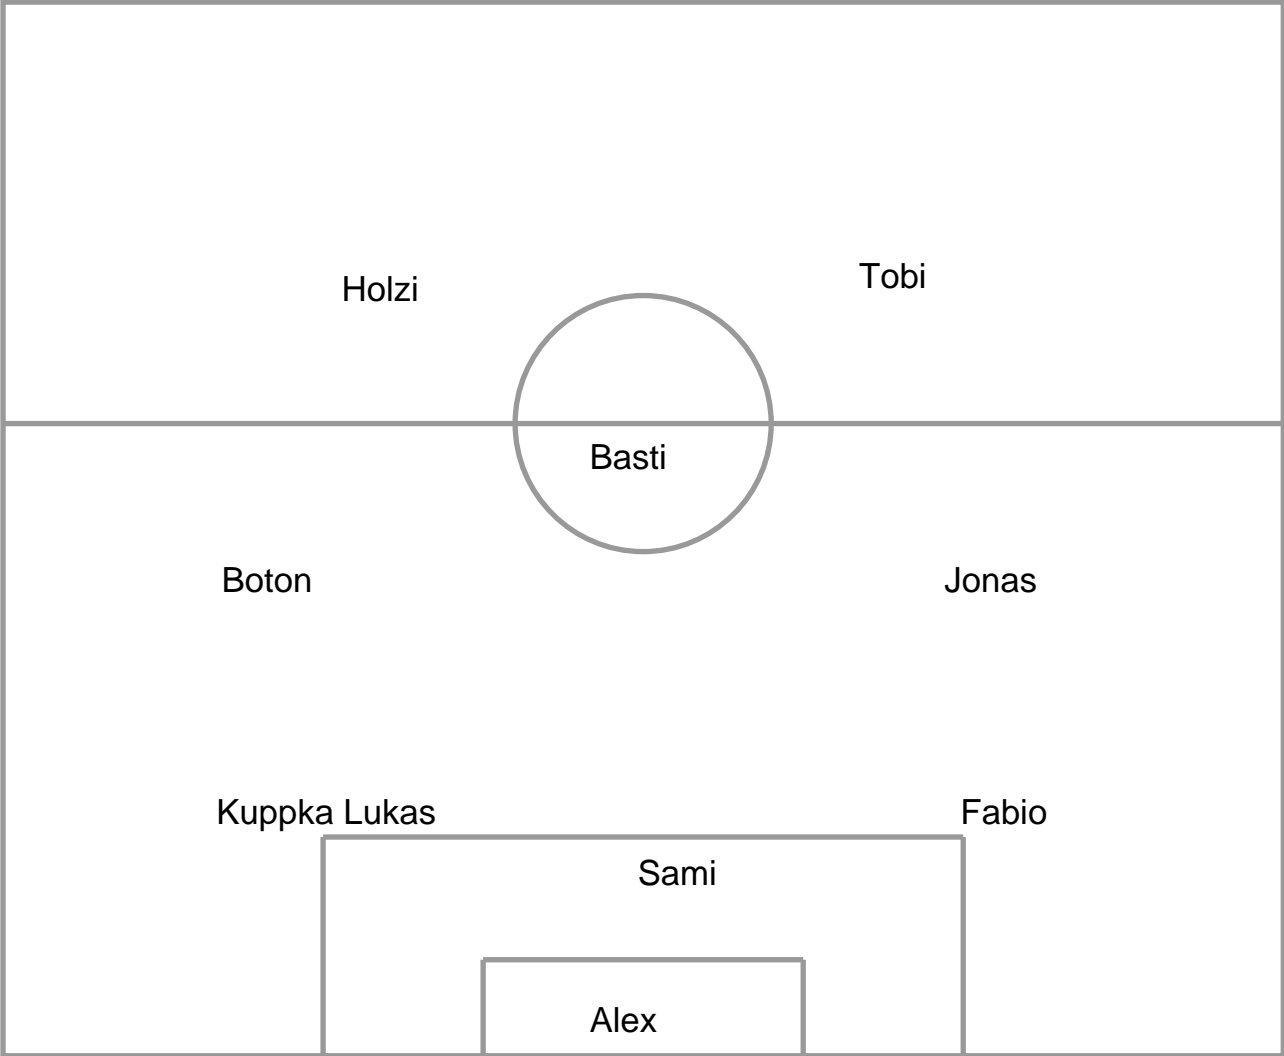 Holzi
Tobi
Basti
Boton
Jonas
Kuppka Lukas
Fabio
Sami
Alex